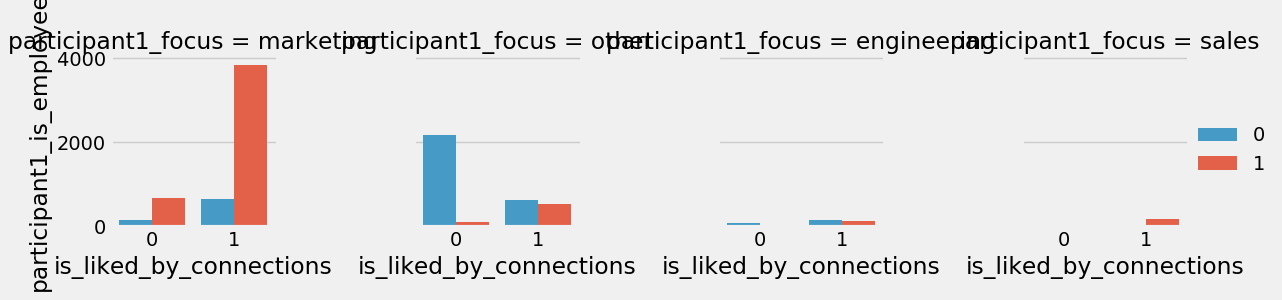 participant1_focus = marketing
participant1_focus = other
participant1_focus = engineering
participant1_focus = sales
participant1_is_employee
4000
2000
0
0 1
0 1
0 1
0 1
is_liked_by_connections
is_liked_by_connections
is_liked_by_connections
is_liked_by_connections
0
1